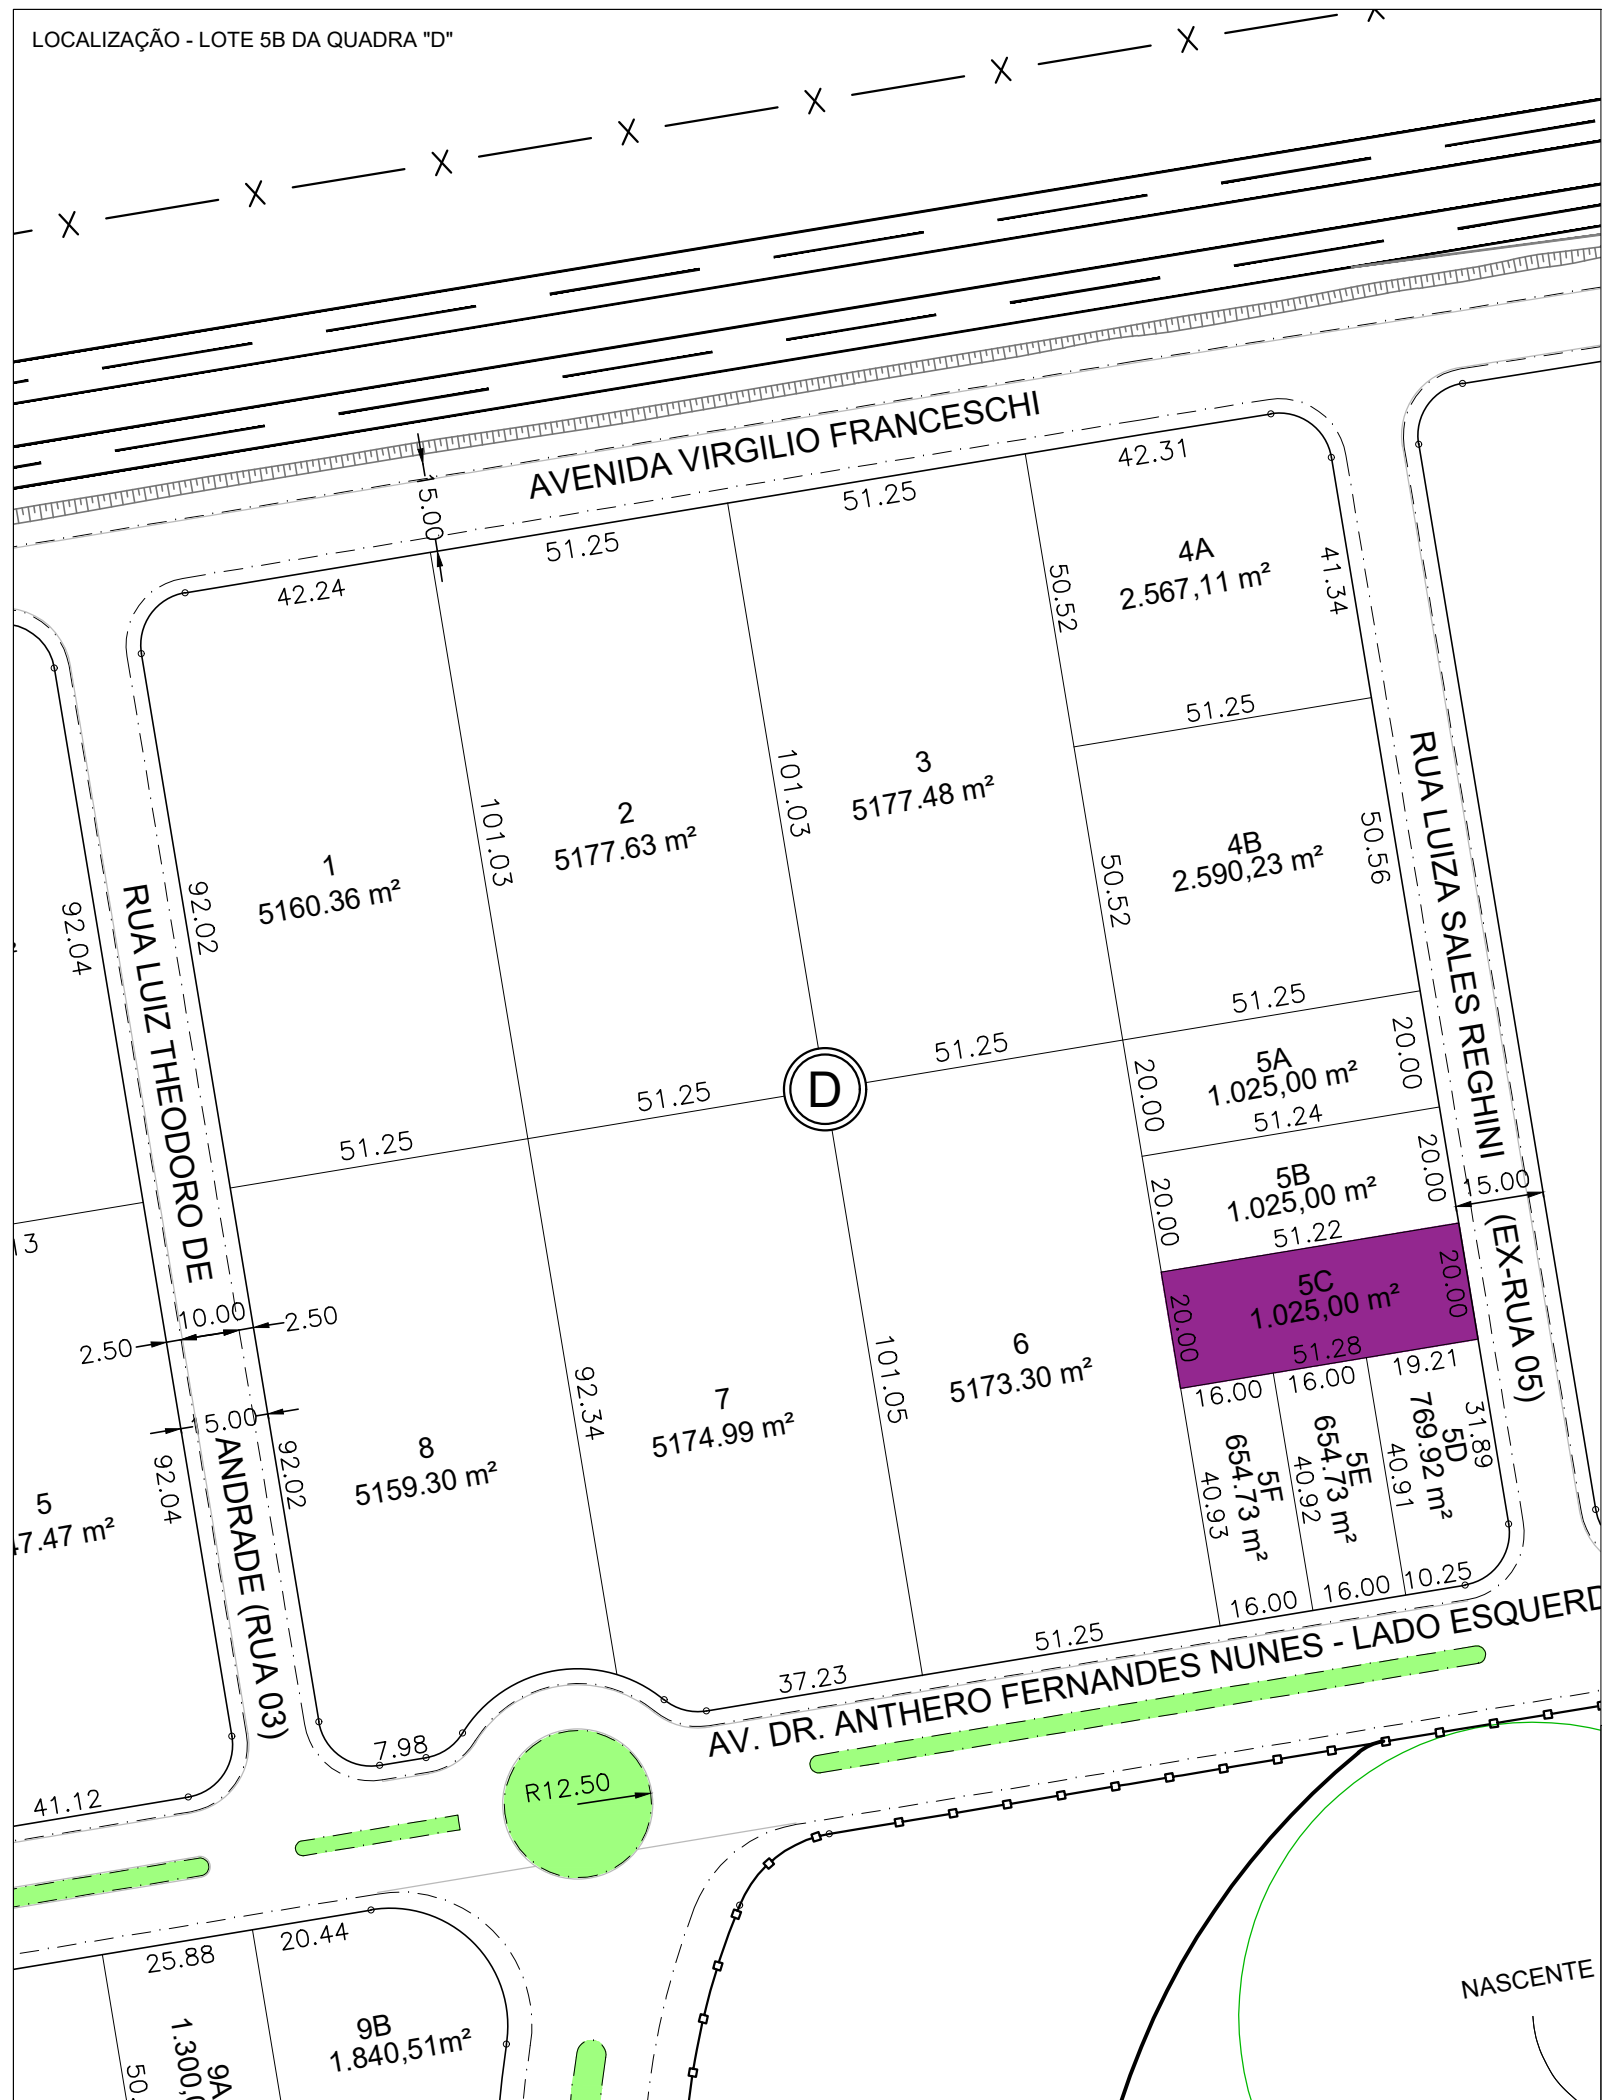 LOCALIZAÇÃO - LOTE 5B DA QUADRA "D"
X
X
X
X
X
X
X
X
AVENIDA VIRGILIO FRANCESCHI
15.00
42.24
51.25
51.25
42.31
4A
2.567,11 m²
50.52
41.34
51.25
1
5160.36 m²
2
5177.63 m²
3
5177.48 m²
4B
2.590,23 m²
101.03
101.03
50.52
50.56
92.04
92.02
RUA LUIZ THEODORO DE
ANDRADE (RUA 03)
RUA LUIZA SALES REGHINI
(EX-RUA 05)
51.25
51.25
51.25
51.25
D
5A
1.025,00 m²
20.00
20.00
51.24
5B
1.025,00 m²
20.00
20.00
51.22
15.00
5C
1.025,00 m²
20.00
20.00
51.28
13
10.00
2.50
2.50
15.00
92.04
92.02
5
47.47 m²
8
5159.30 m²
92.34
7
5174.99 m²
101.05
6
5173.30 m²
16.00
16.00
19.21
5F
654.73 m²
40.93
5E
654.73 m²
40.92
5D
769.92 m²
40.91
31.89
16.00
16.00
10.25
51.25
37.23
7.98
AV. DR. ANTHERO FERNANDES NUNES - LADO ESQUERD
R12.50
41.12
25.88
20.44
9A
1.300,
50.
9B
1.840,51m²
NASCENTE